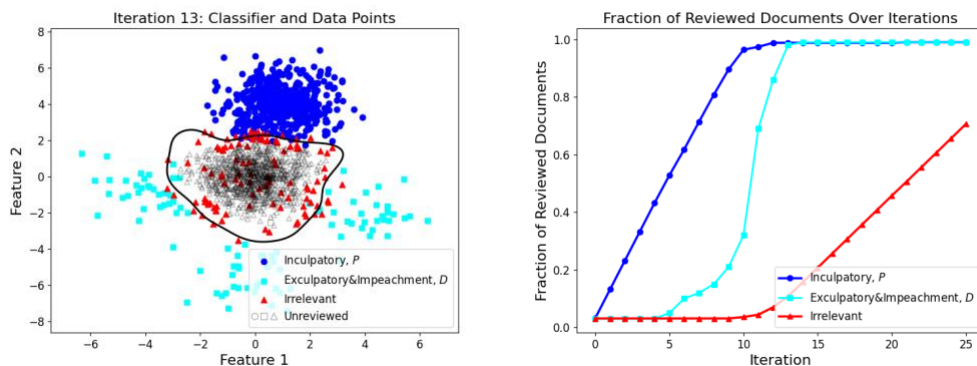 Iteration 13: Classifier and Data Points
8
6
4
2
0
−2
−4
−6
−8
Feature 2
−6 −4 −2 0 2 4 6
Feature 1
Inculpatory, P
Exculpatory&Impeachment, D
Irrelevant
Unreviewed
Fraction of Reviewed Documents Over Iterations
1.0
0.8
0.6
0.4
0.2
0.0
Fraction of Reviewed Documents
0 5 10 15 20 25
Iteration
Inculpatory, P
Exculpatory&Impeachment, D
Irrelevant